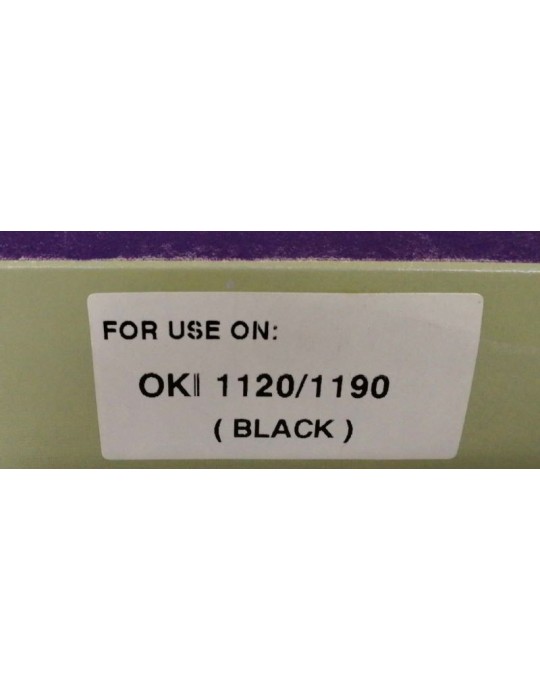 FOR USE ON:
OKI 1120/1190
( BLACK )